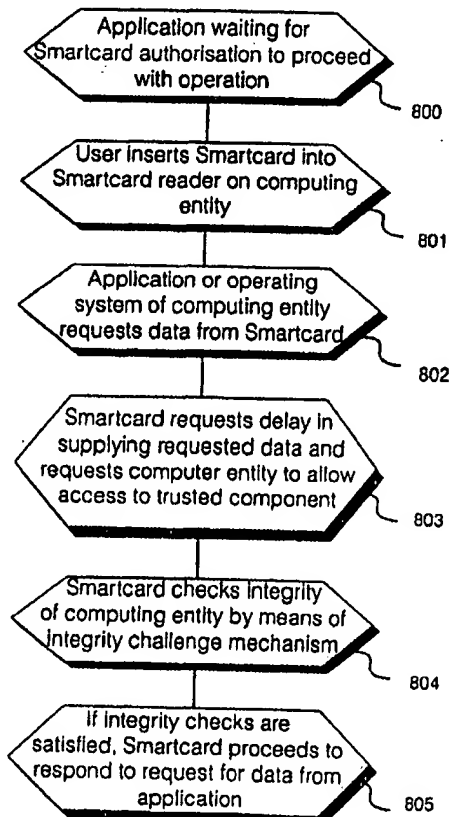 Application waiting for
Smartcard authorisation to proceed
with operation
800
User inserts Smartcard into
Smartcard reader on computing
entity
801
Application or operating
system of computing entity
requests data from Smartcard
802
Smartcard requests delay in
supplying requested data and
requests computer entity to allow
access to trusted component
803
Smartcard checks integrity
of computing entity by means of
integrity challenge mechanism
804
If integrity checks are
satisfied, Smartcard proceeds to
respond to request for data from
application
805